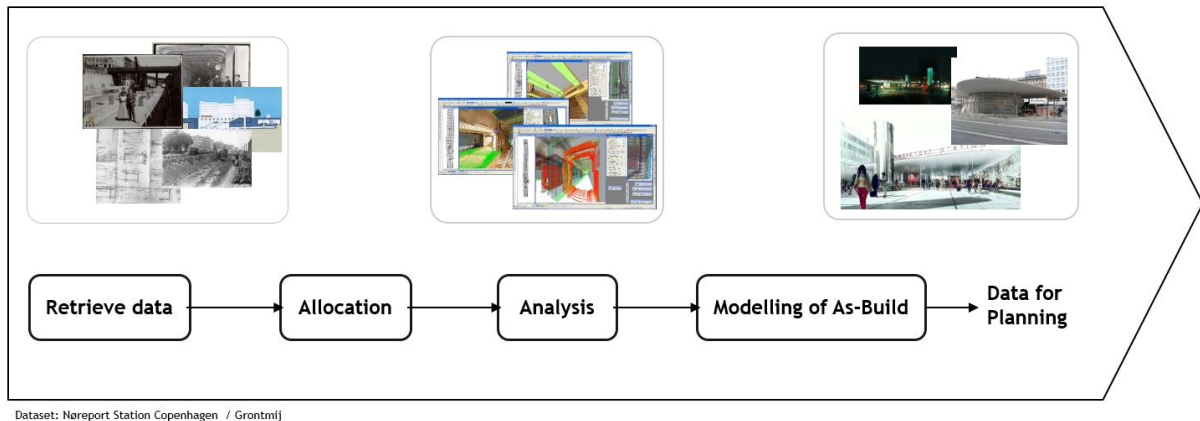 Retrieve data
Allocation
Analysis
Modelling of As-Build
Data for
Planning
Dataset: Nøreport Station Copenhagen / Grontmij